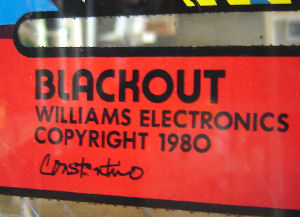 BLACKOUT
WILLIAMS ELECTRONICS
COPYRIGHT 1980
Constantino